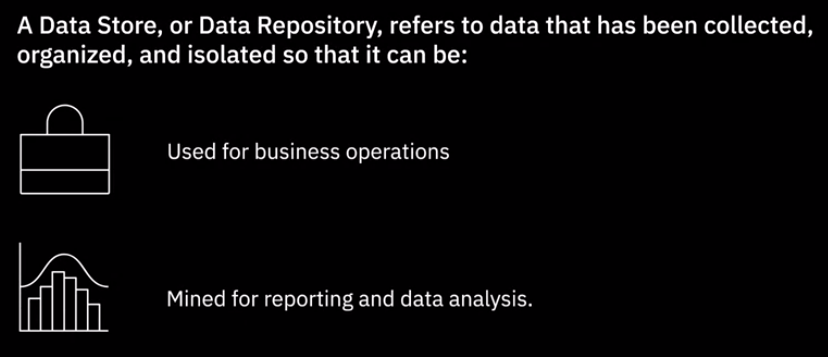 A Data Store, or Data Repository, refers to data that has been collected,
organized, and isolated so that it can be:
Used for business operations
Mined for reporting and data analysis.